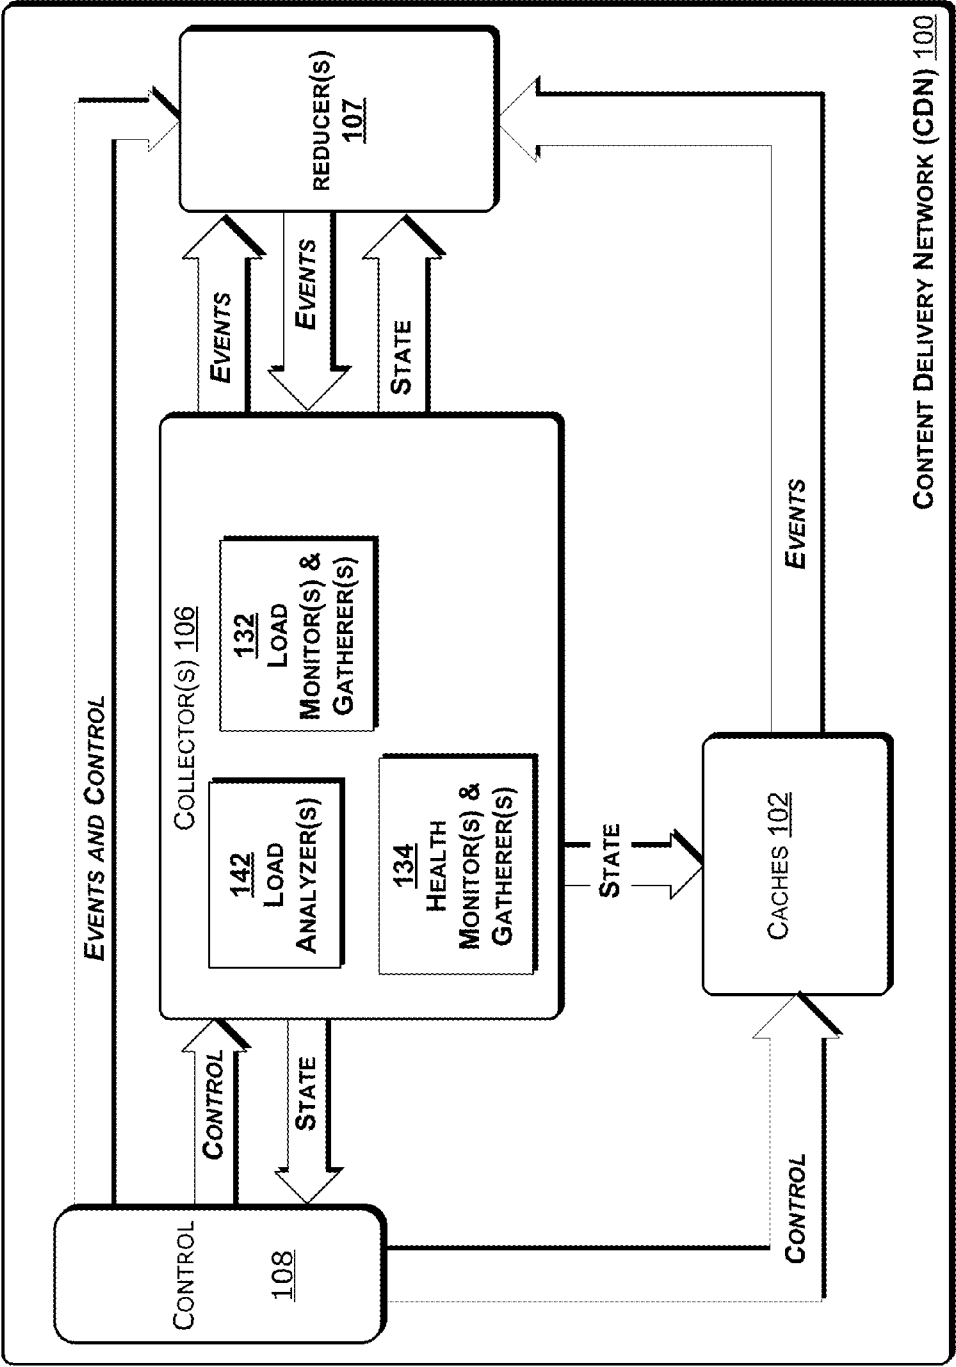 EVENTS AND CONTROL
CONTROL
108
CONTROL
STATE
COLLECTOR(S) 106
142
LOAD
ANALYZER(S)
132
LOAD
MONITOR(S) &
GATHERER(S)
134
HEALTH
MONITOR(S) &
GATHERER(S)
EVENTS
EVENTS
STATE
REDUCER(S)
107
STATE
CACHES 102
CONTROL
EVENTS
CONTENT DELIVERY NETWORK (CDN) 100